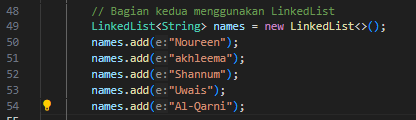 48 // Bagian kedua menggunakan LinkedList
49 LinkedList<String> names = new LinkedList<>();
50 names.add(e:"Noureen");
51 names.add(e:"akhleema");
52 names.add(e:"Shannum");
53 names.add(e:"Uwais");
54 names.add(e:"Al-Qarni");